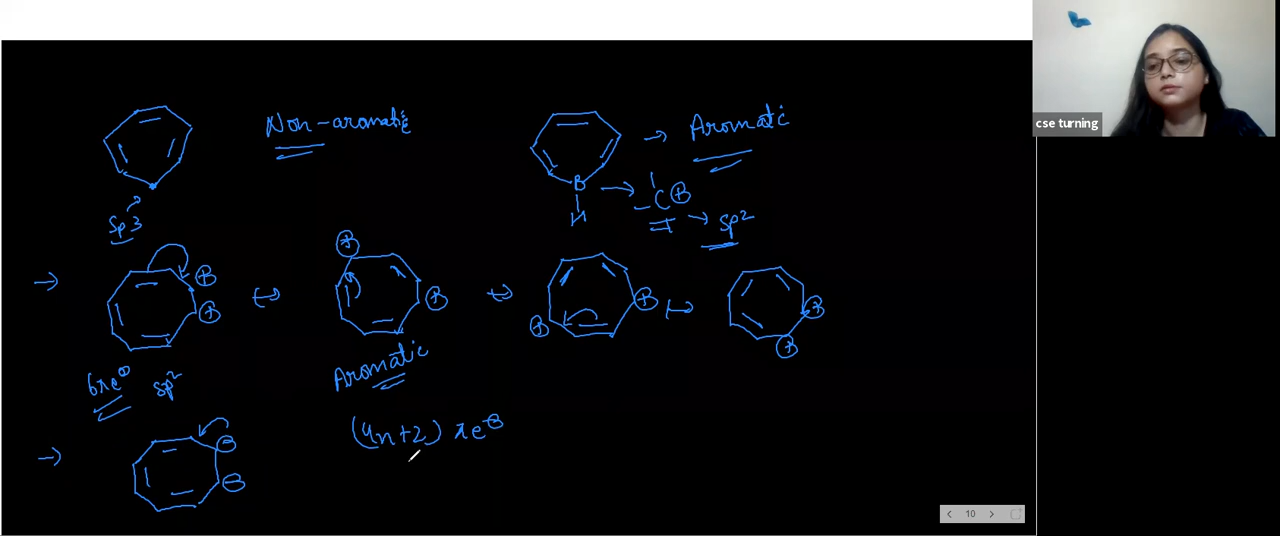 Non-aromatic
→ Aromatic
B → -C⊕
H
→ sp²
Sp3
→ ⊕ ⊕ ↔ ⊕ ⊕ ↔ ⊕ ⊕ ↔ ⊕ ⊕
6πe⊖ sp²
Aromatic
(4n+2) πe⊖
→ ⊖ ⊖
cse turning
10